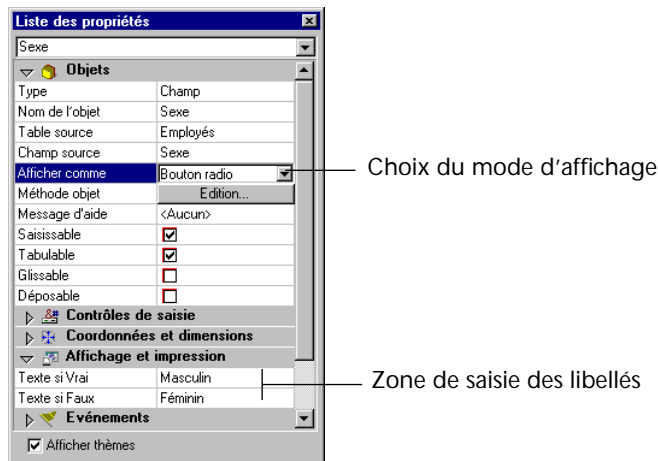 Liste des propriétés
Sexe
Objets
Type Champ
Nom de l'objet Sexe
Table source Employés
Champ source Sexe
Afficher comme Bouton radio
Choix du mode d'affichage
Méthode objet Edition...
Message d'aide <Aucun>
Saisissable
Tabulable
Glissable
Déposable
Contrôles de saisie
Coordonnées et dimensions
Affichage et impression
Texte si Vrai Masculin
Zone de saisie des libellés
Texte si Faux Féminin
Evénements
Afficher thèmes